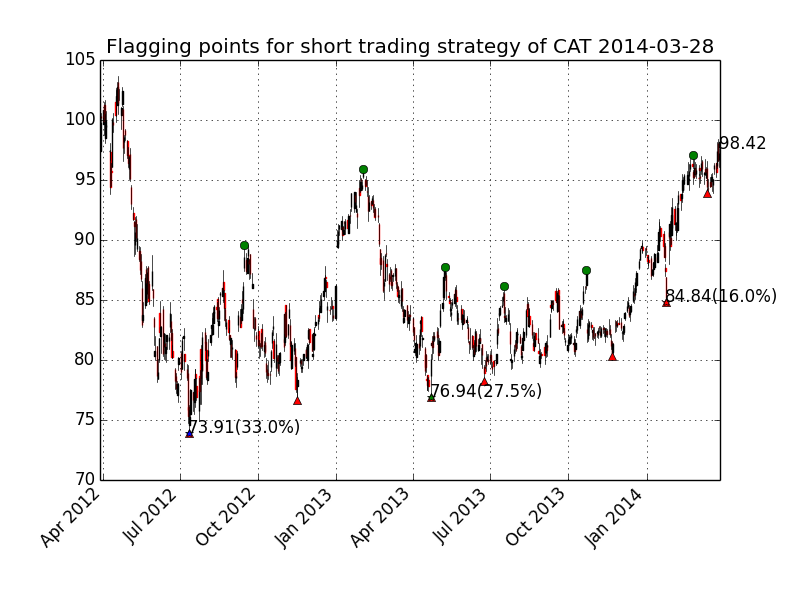 Flagging points for short trading strategy of CAT 2014-03-28
105
100
95
90
85
80
75
70
98.42
84.84(16.0%)
76.94(27.5%)
73.91(33.0%)
Apr 2012
Jul 2012
Oct 2012
Jan 2013
Apr 2013
Jul 2013
Oct 2013
Jan 2014